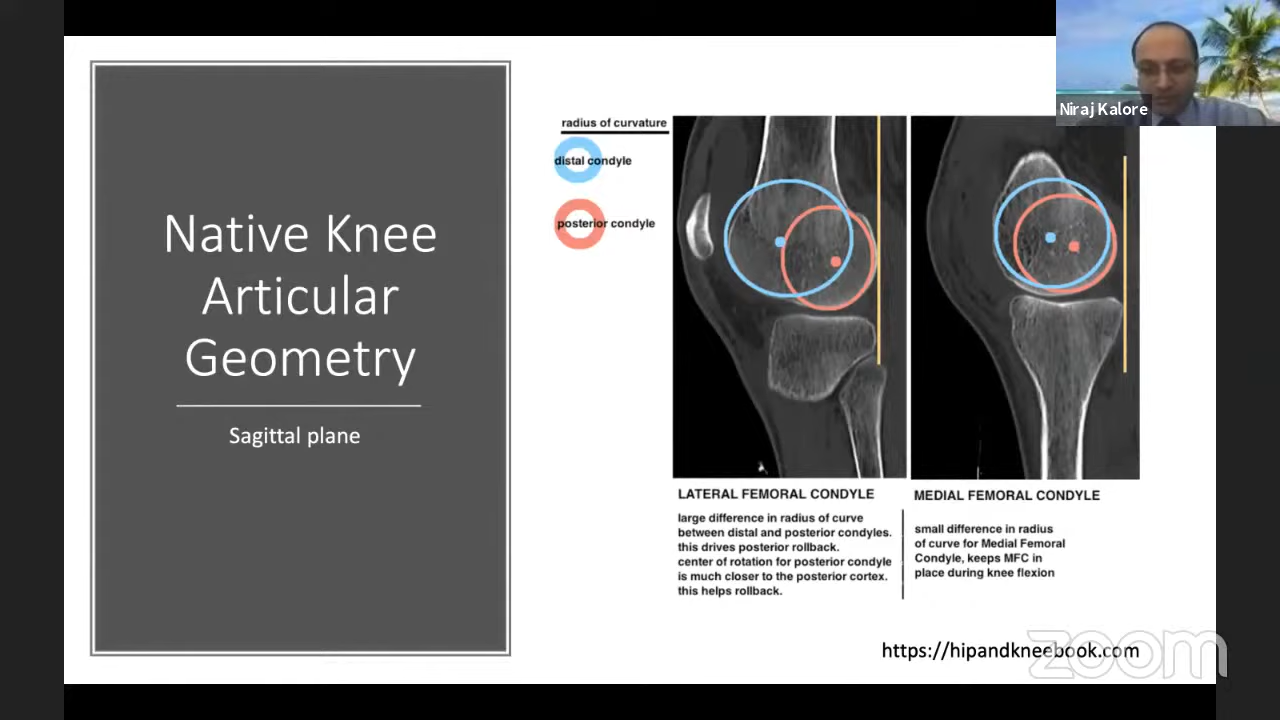 Niraj Kalore
Native Knee
Articular
Geometry
Sagittal plane
radius of curvature
distal condyle
posterior condyle
LATERAL FEMORAL CONDYLE
large difference in radius of curve
between distal and posterior condyles.
this drives posterior rollback.
center of rotation for posterior condyle
is much closer to the posterior cortex.
this helps rollback.
MEDIAL FEMORAL CONDYLE
small difference in radius
of curve for Medial Femoral
Condyle, keeps MFC in
place during knee flexion
https://hipandkneebook.com
zoom